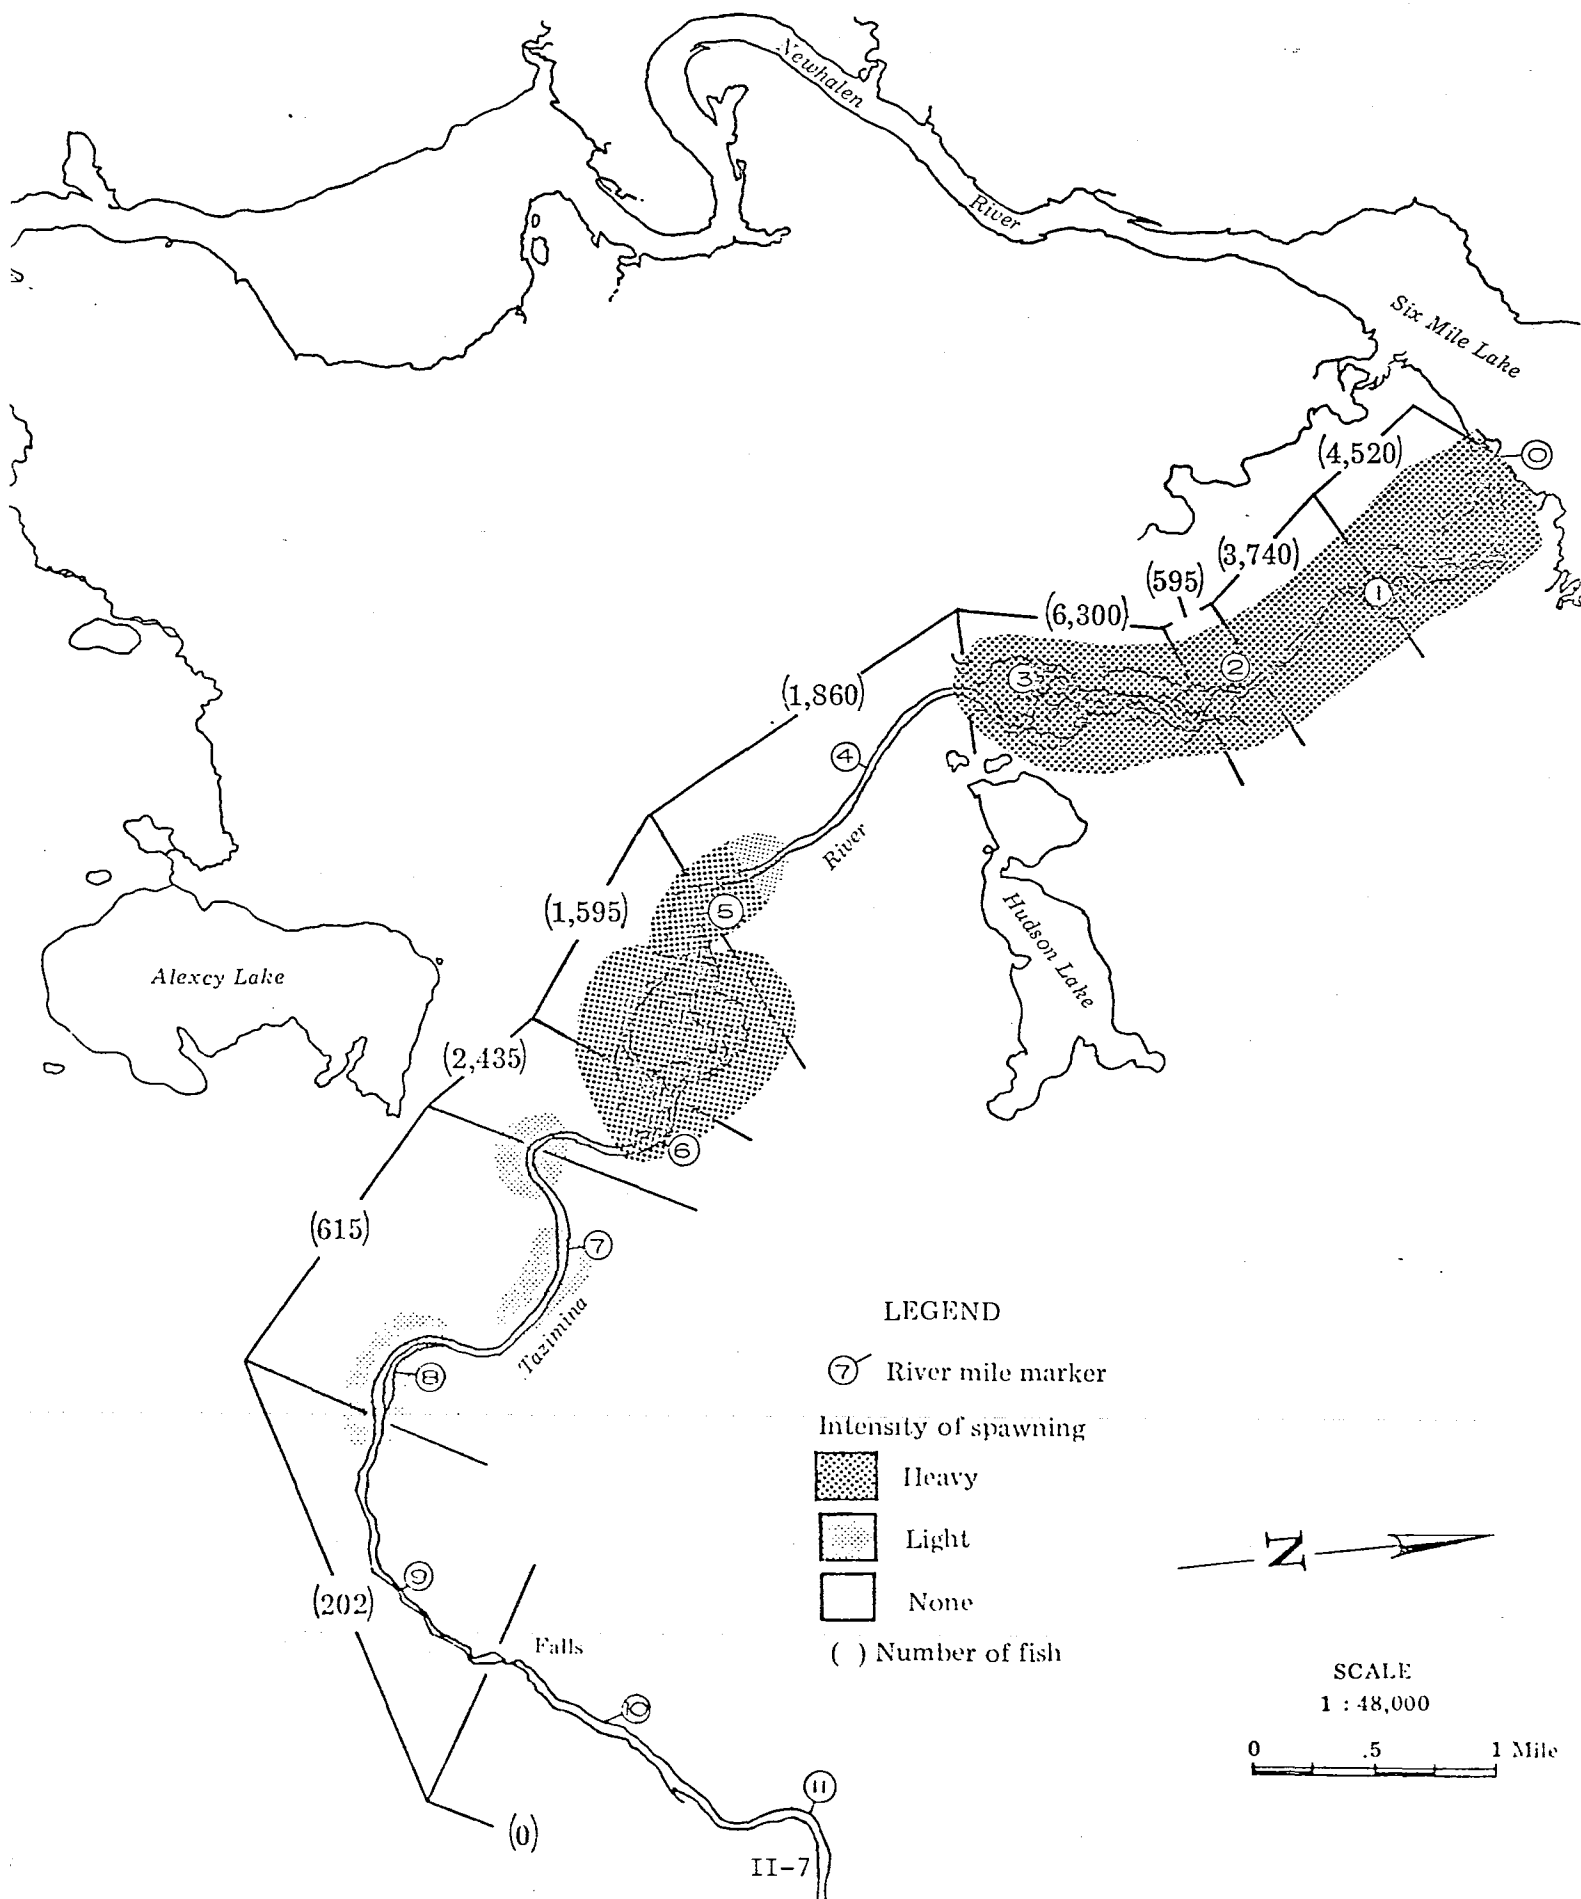 Newhalen
River
Six Mile Lake
(4,520)
0
(3,740)
(595)
1
(6,300)
2
3
(1,860)
4
River
(1,595)
5
Hudson Lake
Alexcy Lake
(2,435)
6
(615)
7
Tazimina
8
LEGEND
7 River mile marker
Intensity of spawning
Heavy
Light
None
( ) Number of fish
N
9
(202)
Falls
10
SCALE
1 : 48,000
0 .5 1 Mile
11
(0)
II-7